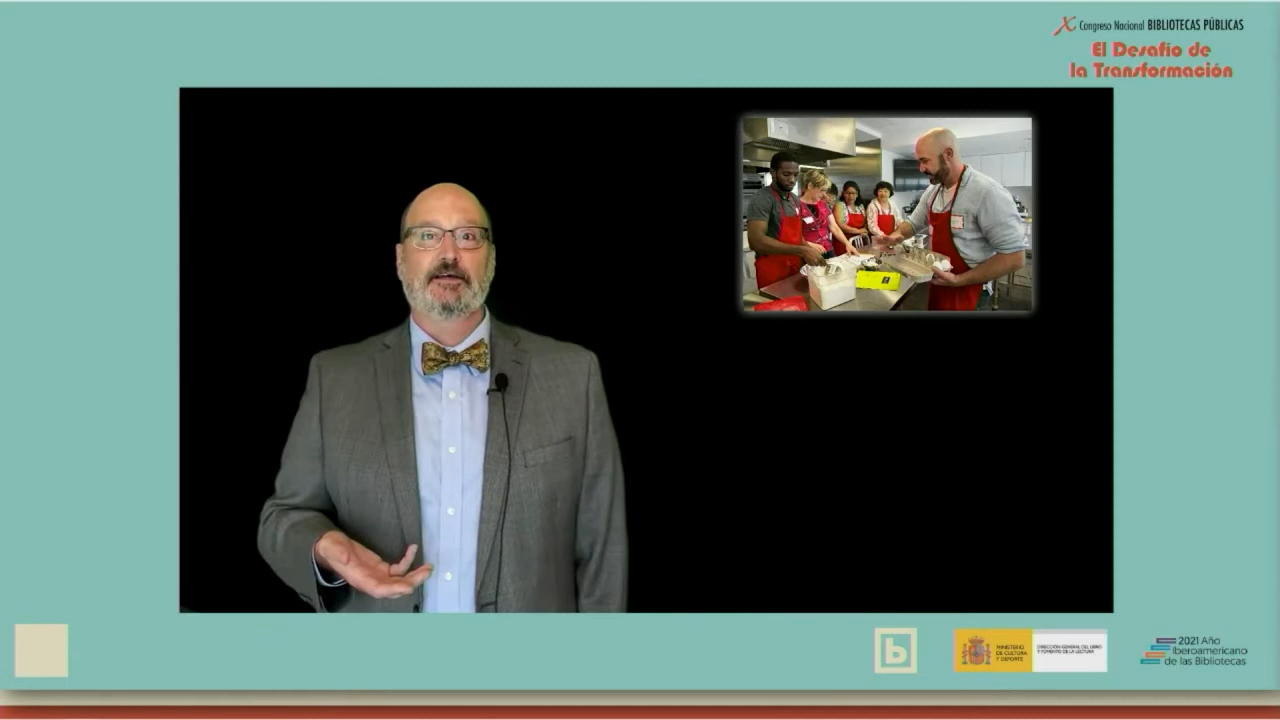 X Congreso Nacional BIBLIOTECAS PÚBLICAS
El Desafío de
la Transformación
b
MINISTERIO
DE CULTURA
Y DEPORTE
DIRECCIÓN GENERAL DEL LIBRO
Y FOMENTO DE LA LECTURA
2021 Año
Iberoamericano
de las Bibliotecas